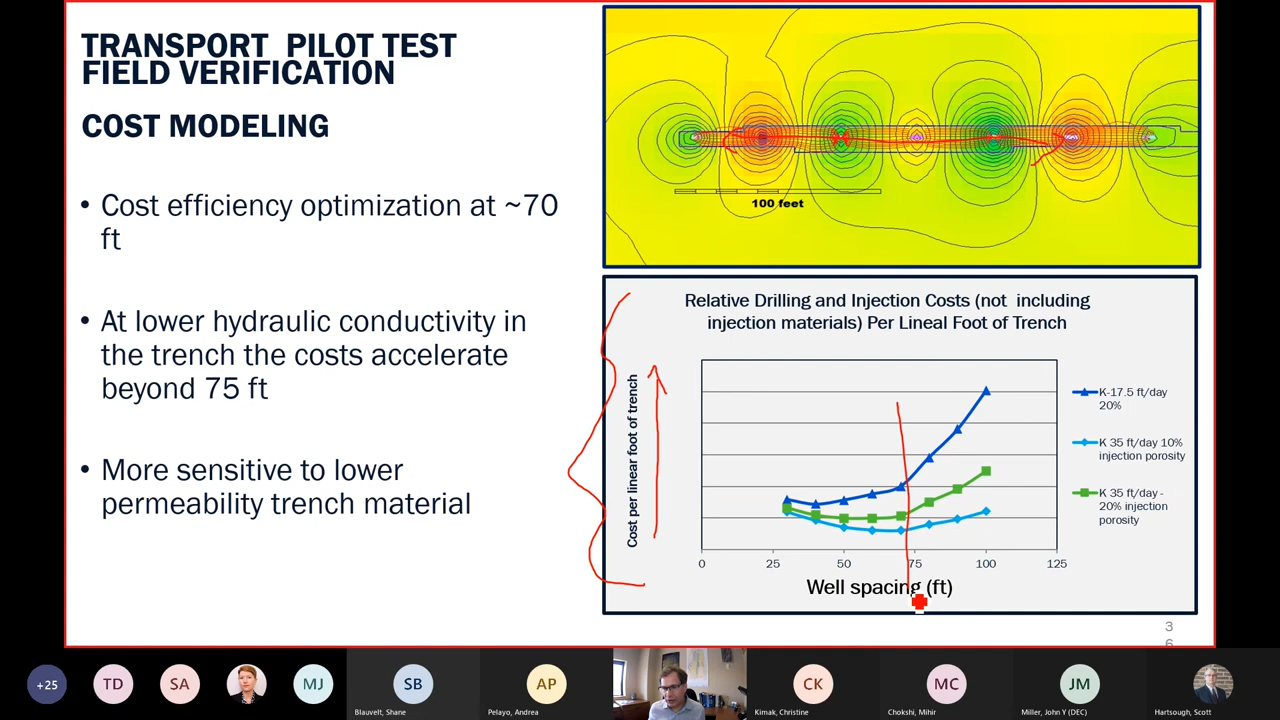 TRANSPORT PILOT TEST
FIELD VERIFICATION
COST MODELING
• Cost efficiency optimization at ~70
ft
• At lower hydraulic conductivity in
the trench the costs accelerate
beyond 75 ft
• More sensitive to lower
permeability trench material
100 feet
Relative Drilling and Injection Costs (not including
injection materials) Per Lineal Foot of Trench
Cost per linear foot of trench
K-17.5 ft/day
20%
K 35 ft/day 10%
injection porosity
K 35 ft/day -
20% injection
porosity
0 25 50 75 100 125
Well spacing (ft)
3
6
+25 TD SA MJ SB AP CK MC JM
Blauvelt, Shane Pelayo, Andrea Kimak, Christine Chokshi, Mihir Miller, John Y (DEC) Hartsough, Scott